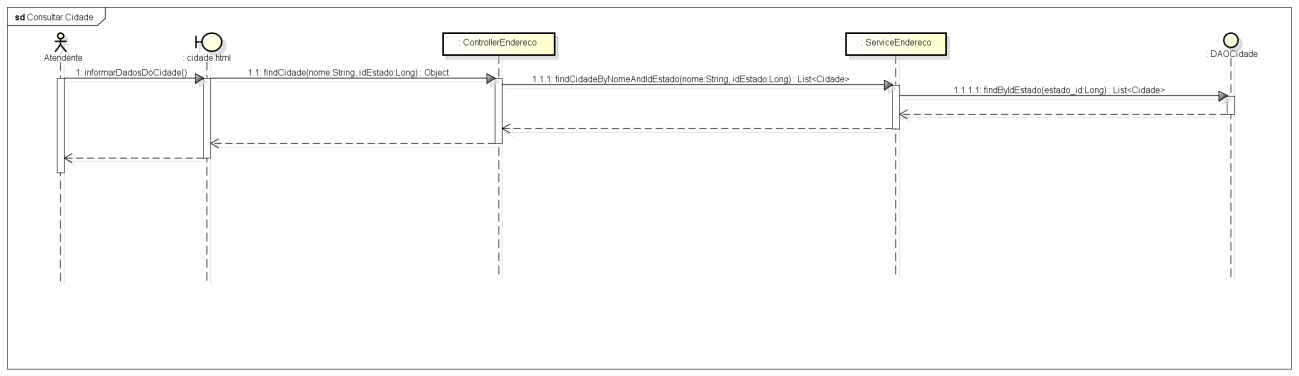 sd Consultar Cidade
: Atendente
: cidade.html
: ControllerEndereco
: ServiceEndereco
: DAOCidade
1: informarDadosDoCidade()
1.1: findCidade(nome:String, idEstado:Long) : Object
1.1.1: findCidadeByNomeAndIdEstado(nome:String, idEstado:Long) : List<Cidade>
1.1.1.1: findByIdEstado(estado_id:Long) : List<Cidade>